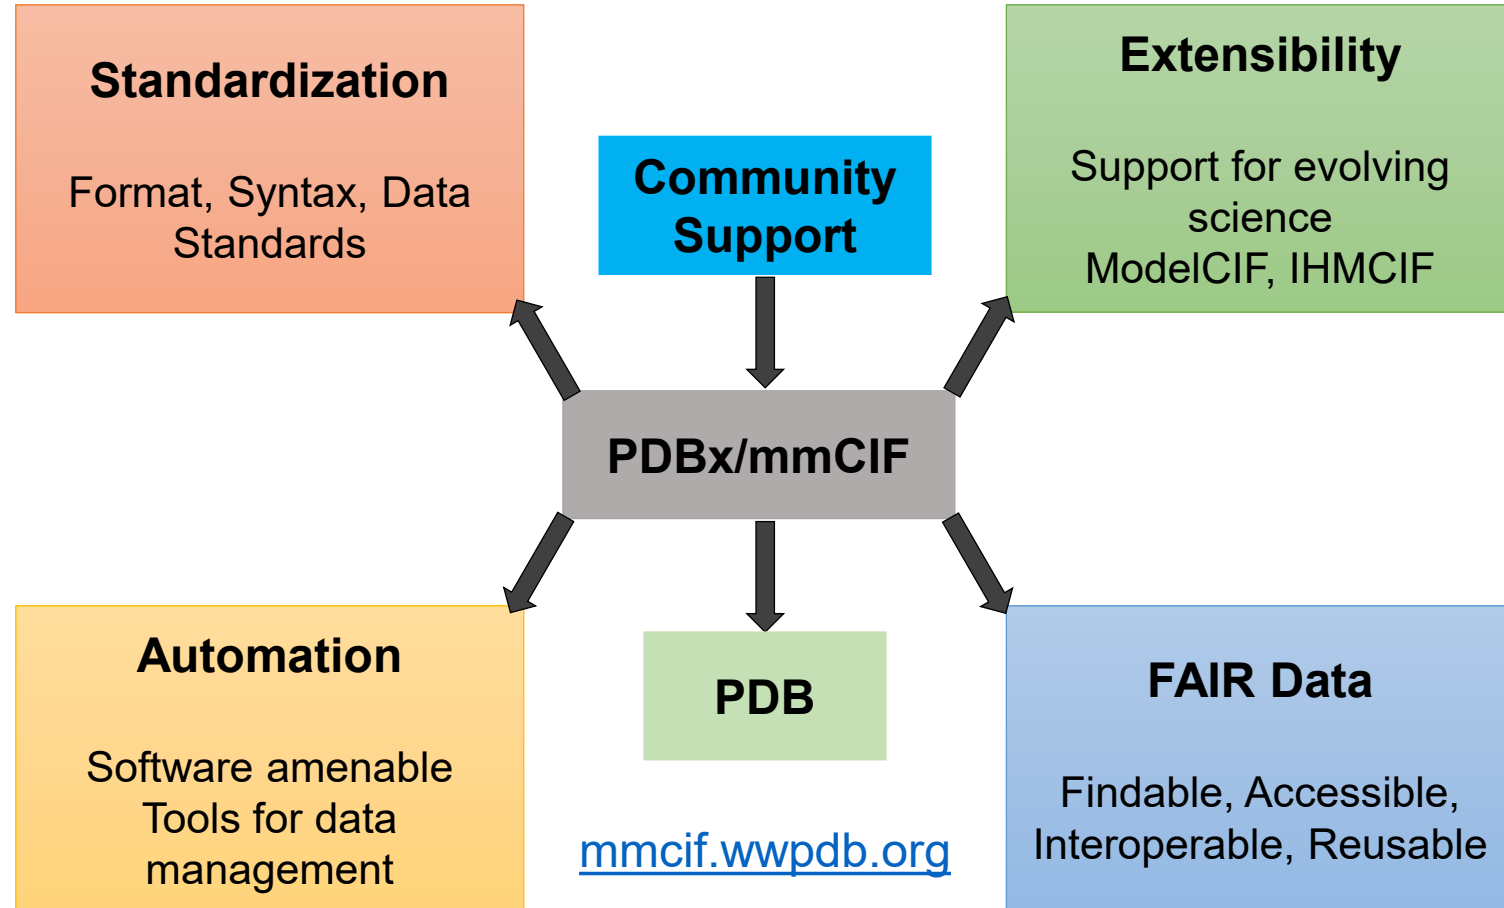 Standardization
Format, Syntax, Data
Standards
Community
Support
Extensibility
Support for evolving
science
ModelCIF, IHMCIF
PDBx/mmCIF
Automation
Software amenable
Tools for data
management
PDB
mmcif.wwpdb.org
FAIR Data
Findable, Accessible,
Interoperable, Reusable